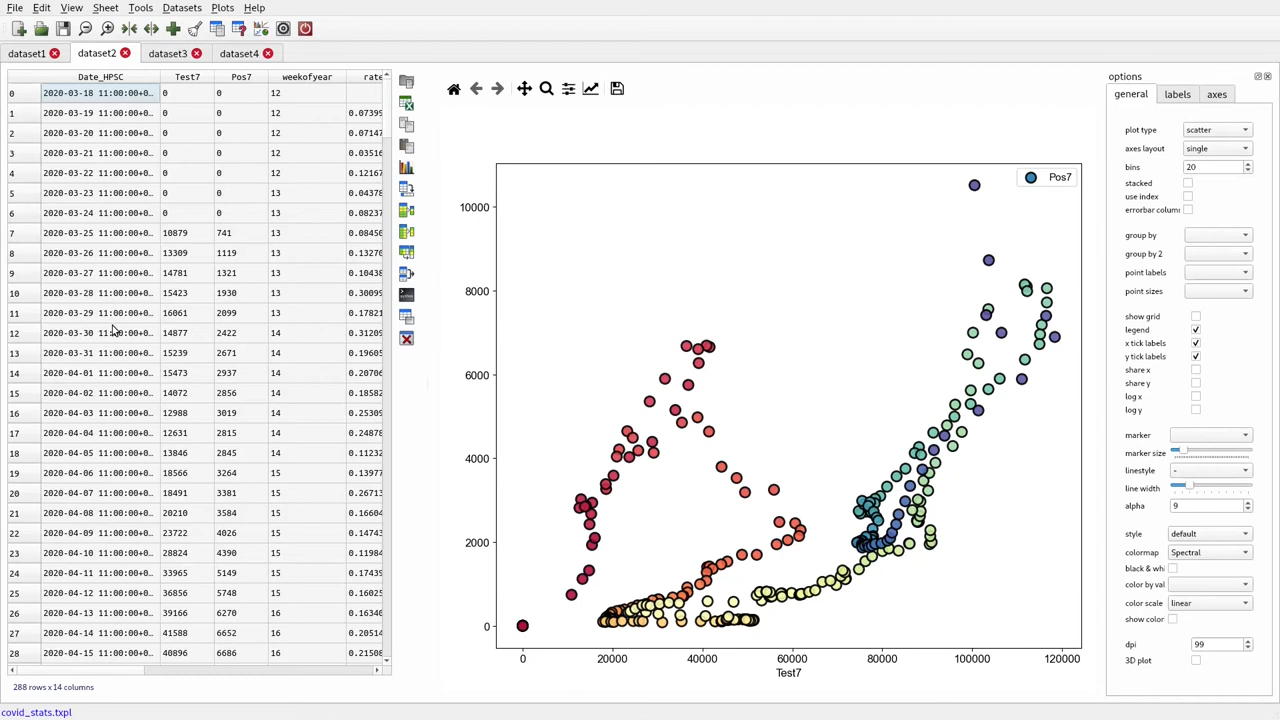 File Edit View Sheet Tools Datasets Plots Help
dataset1 dataset2 dataset3 dataset4
Date_HPSC Test7 Pos7 weekofyear rate
0 2020-03-18 11:00:00+0... 0 0 12
1 2020-03-19 11:00:00+0... 0 0 12 0.07399
2 2020-03-20 11:00:00+0... 0 0 12 0.07147
3 2020-03-21 11:00:00+0... 0 0 12 0.03516
4 2020-03-22 11:00:00+0... 0 0 12 0.12167
5 2020-03-23 11:00:00+0... 0 0 13 0.04378
6 2020-03-24 11:00:00+0... 0 0 13 0.08237
7 2020-03-25 11:00:00+0... 10879 741 13 0.08450
8 2020-03-26 11:00:00+0... 13309 1119 13 0.13270
9 2020-03-27 11:00:00+0... 14781 1321 13 0.10438
10 2020-03-28 11:00:00+0... 15423 1930 13 0.30099
11 2020-03-29 11:00:00+0... 16061 2099 13 0.17821
12 2020-03-30 11:00:00+0... 14877 2422 14 0.31209
13 2020-03-31 11:00:00+0... 15239 2671 14 0.19605
14 2020-04-01 11:00:00+0... 15473 2937 14 0.20706
15 2020-04-02 11:00:00+0... 14072 2856 14 0.18582
16 2020-04-03 11:00:00+0... 12988 3019 14 0.25309
17 2020-04-04 11:00:00+0... 12631 2815 14 0.24878
18 2020-04-05 11:00:00+0... 13846 2845 14 0.11232
19 2020-04-06 11:00:00+0... 18566 3264 15 0.13977
20 2020-04-07 11:00:00+0... 18491 3381 15 0.26713
21 2020-04-08 11:00:00+0... 20210 3584 15 0.16604
22 2020-04-09 11:00:00+0... 23722 4026 15 0.14743
23 2020-04-10 11:00:00+0... 28824 4390 15 0.11984
24 2020-04-11 11:00:00+0... 33965 5149 15 0.17439
25 2020-04-12 11:00:00+0... 36856 5748 15 0.16025
26 2020-04-13 11:00:00+0... 39166 6270 16 0.16340
27 2020-04-14 11:00:00+0... 41588 6652 16 0.20514
28 2020-04-15 11:00:00+0... 40896 6686 16 0.21508
288 rows x 14 columns
covid_stats.txpl
python
Pos7
10000
8000
6000
4000
2000
0
0 20000 40000 60000 80000 100000 120000
Test7
options
general labels axes
plot type scatter
axes layout single
bins 20
stacked
use index
errorbar colum
group by
group by 2
point labels
point sizes
show grid
legend
x tick labels
y tick labels
share x
share y
log x
log y
marker
marker size
linestyle -
line width
alpha 9
style default
colormap Spectral
black & whi
color by val
color scale linear
show color
dpi 99
3D plot